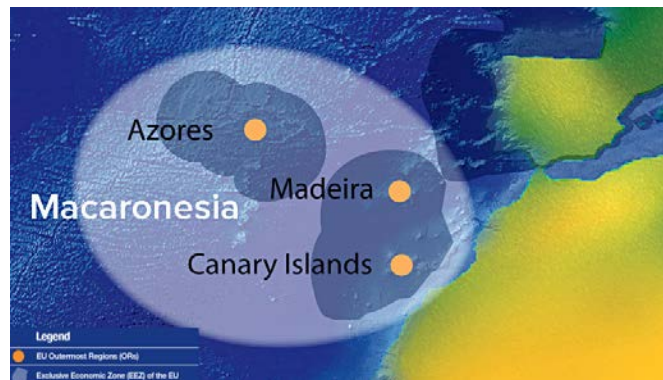 Azores
Madeira
Macaronesia
Canary Islands
Legend
EU Outermost Regions (ORs)
Exclusive Economic Zone (EEZ) of the EU